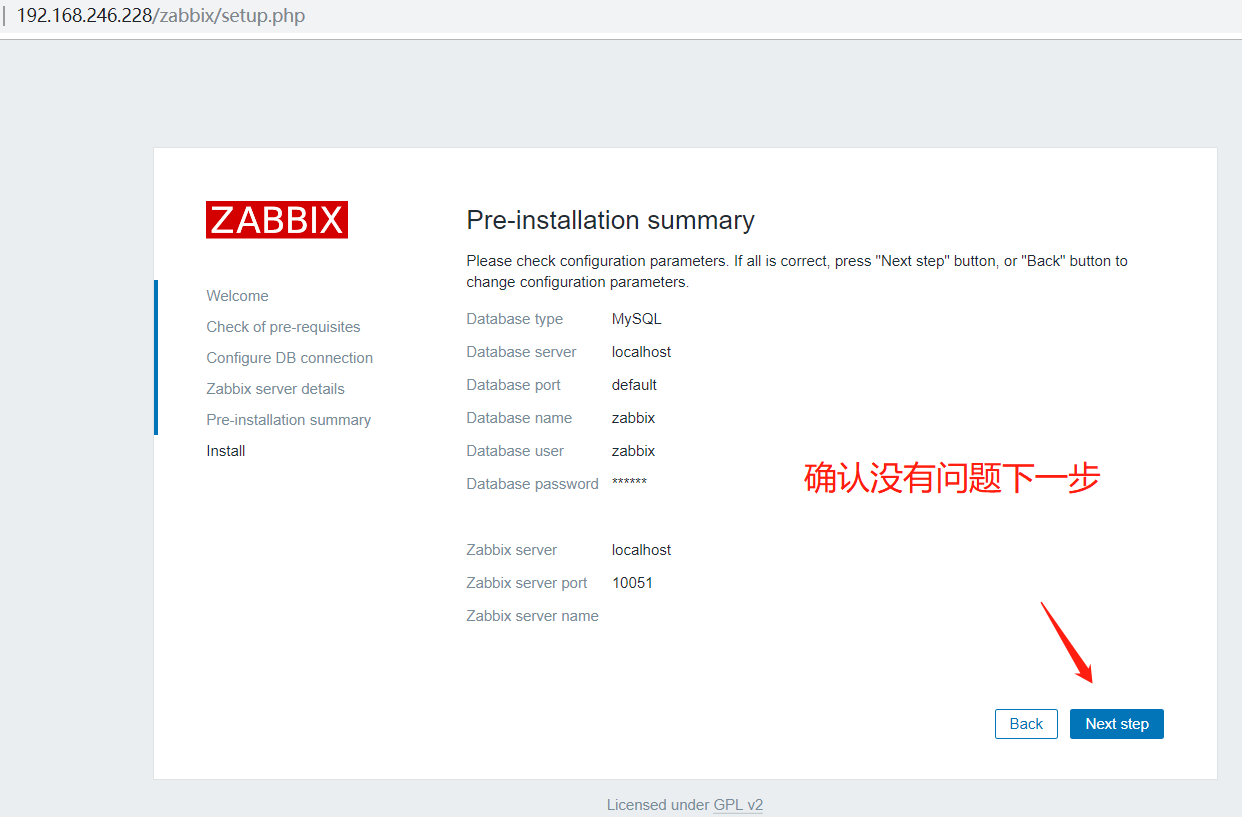 192.168.246.228/zabbix/setup.php
ZABBIX
Welcome
Check of pre-requisites
Configure DB connection
Zabbix server details
Pre-installation summary
Install
Pre-installation summary
Please check configuration parameters. If all is correct, press "Next step" button, or "Back" button to
change configuration parameters.
Database type MySQL
Database server localhost
Database port default
Database name zabbix
Database user zabbix
Database password ******
确认没有问题下一步
Zabbix server localhost
Zabbix server port 10051
Zabbix server name
Back Next step
Licensed under GPL v2